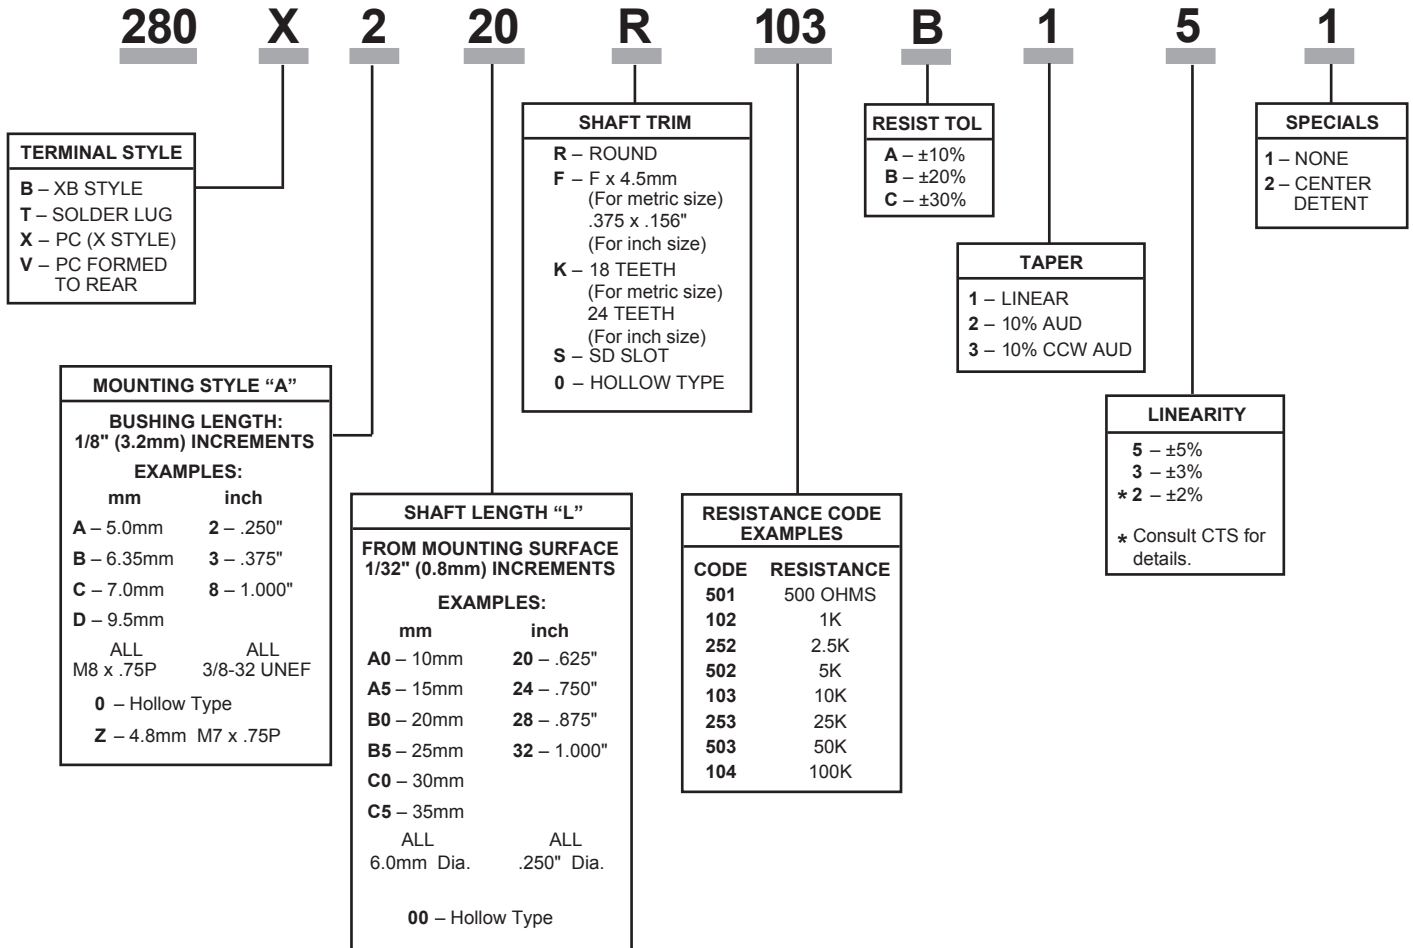 280 X 2 20 R 103 B 1 5 1
TERMINAL STYLE
B – XB STYLE
T – SOLDER LUG
X – PC (X STYLE)
V – PC FORMED
TO REAR
MOUNTING STYLE “A”
BUSHING LENGTH:
1/8" (3.2mm) INCREMENTS
EXAMPLES:
mm inch
A – 5.0mm 2 – .250"
B – 6.35mm 3 – .375"
C – 7.0mm 8 – 1.000"
D – 9.5mm
ALL ALL
M8 x .75P 3/8-32 UNEF
0 – Hollow Type
Z – 4.8mm M7 x .75P
SHAFT LENGTH “L”
FROM MOUNTING SURFACE
1/32" (0.8mm) INCREMENTS
EXAMPLES:
mm inch
A0 – 10mm 20 – .625"
A5 – 15mm 24 – .750"
B0 – 20mm 28 – .875"
B5 – 25mm 32 – 1.000"
C0 – 30mm
C5 – 35mm
ALL ALL
6.0mm Dia. .250" Dia.
00 – Hollow Type
SHAFT TRIM
R – ROUND
F – F x 4.5mm
(For metric size)
.375 x .156"
(For inch size)
K – 18 TEETH
(For metric size)
24 TEETH
(For inch size)
S – SD SLOT
0 – HOLLOW TYPE
RESISTANCE CODE
EXAMPLES
CODE RESISTANCE
501 500 OHMS
102 1K
252 2.5K
502 5K
103 10K
253 25K
503 50K
104 100K
RESIST TOL
A – ±10%
B – ±20%
C – ±30%
TAPER
1 – LINEAR
2 – 10% AUD
3 – 10% CCW AUD
LINEARITY
5 – ±5%
3 – ±3%
* 2 – ±2%
* Consult CTS for
details.
SPECIALS
1 – NONE
2 – CENTER
DETENT